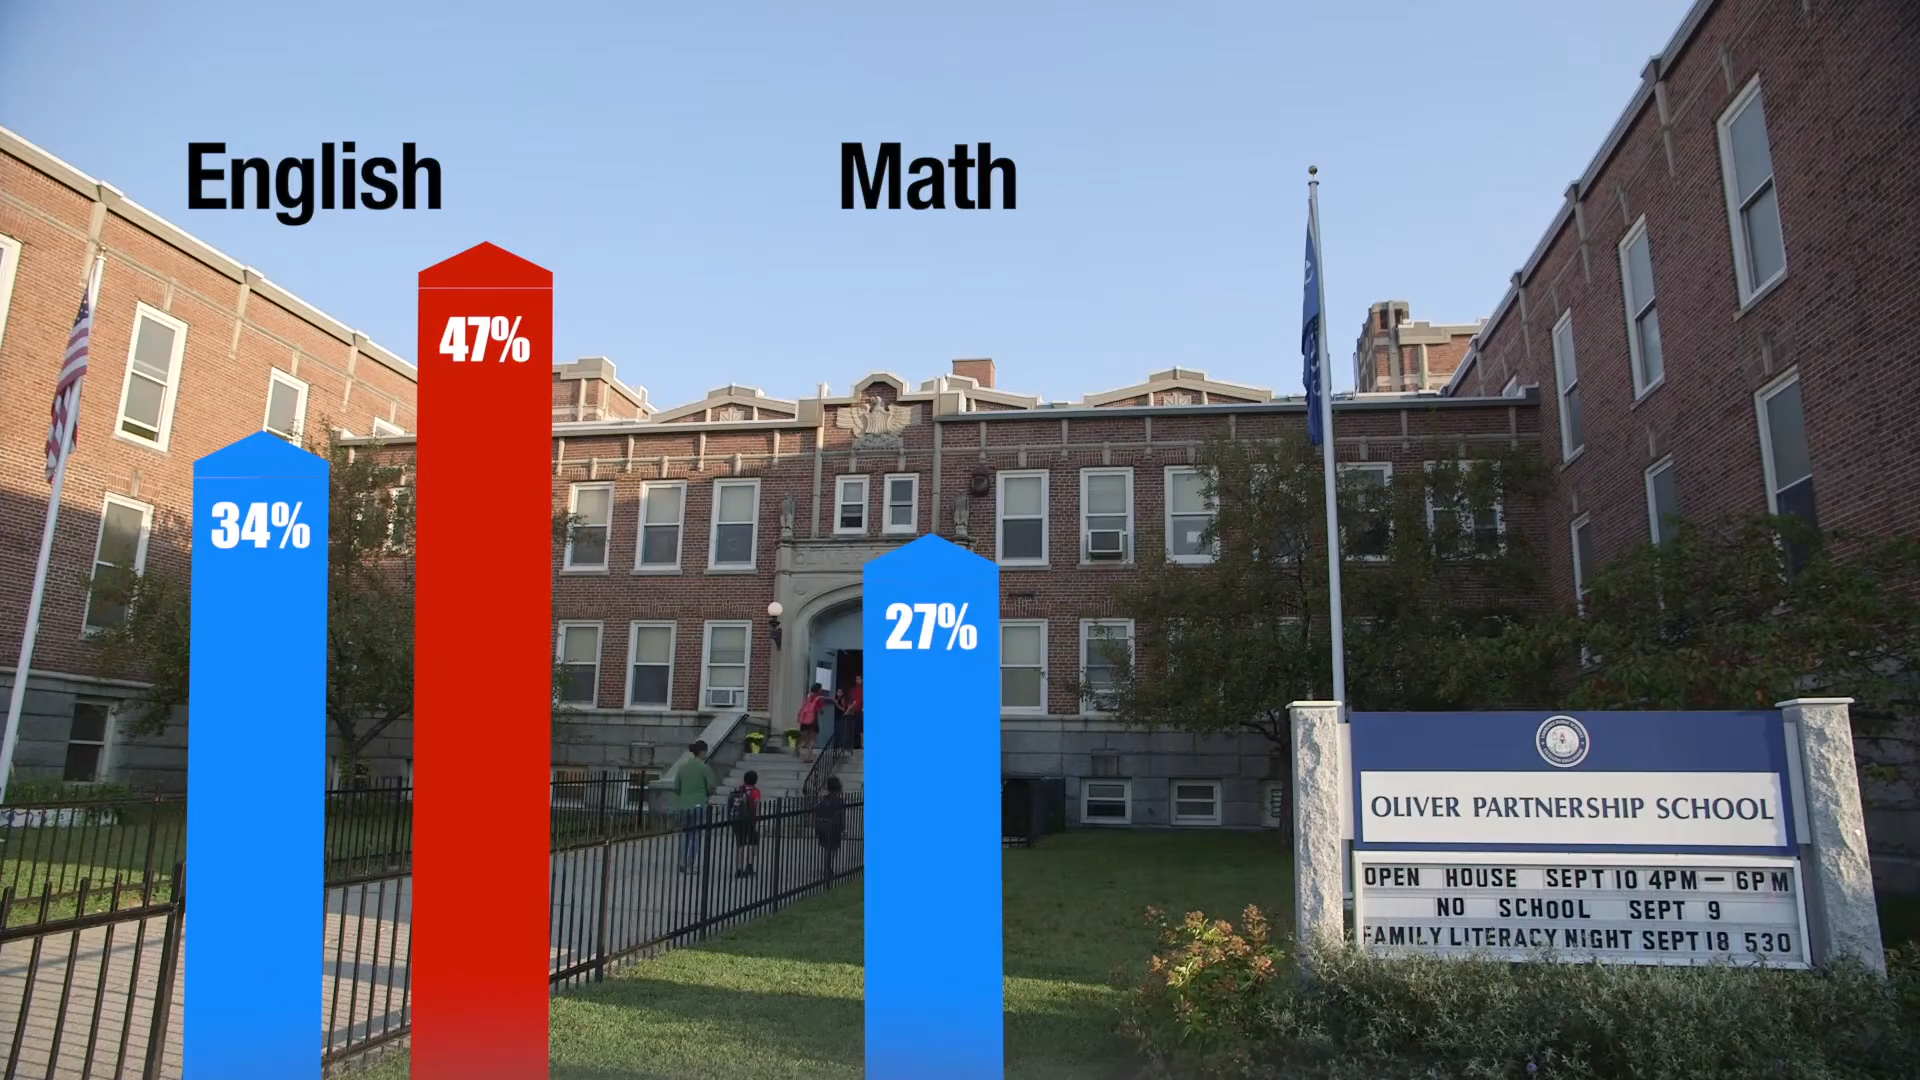 English
Math
47%
34%
27%
OLIVER PARTNERSHIP SCHOOL
OPEN HOUSE SEPT 10 4PM — 6PM
NO SCHOOL SEPT 9
FAMILY LITERACY NIGHT SEPT 18 530